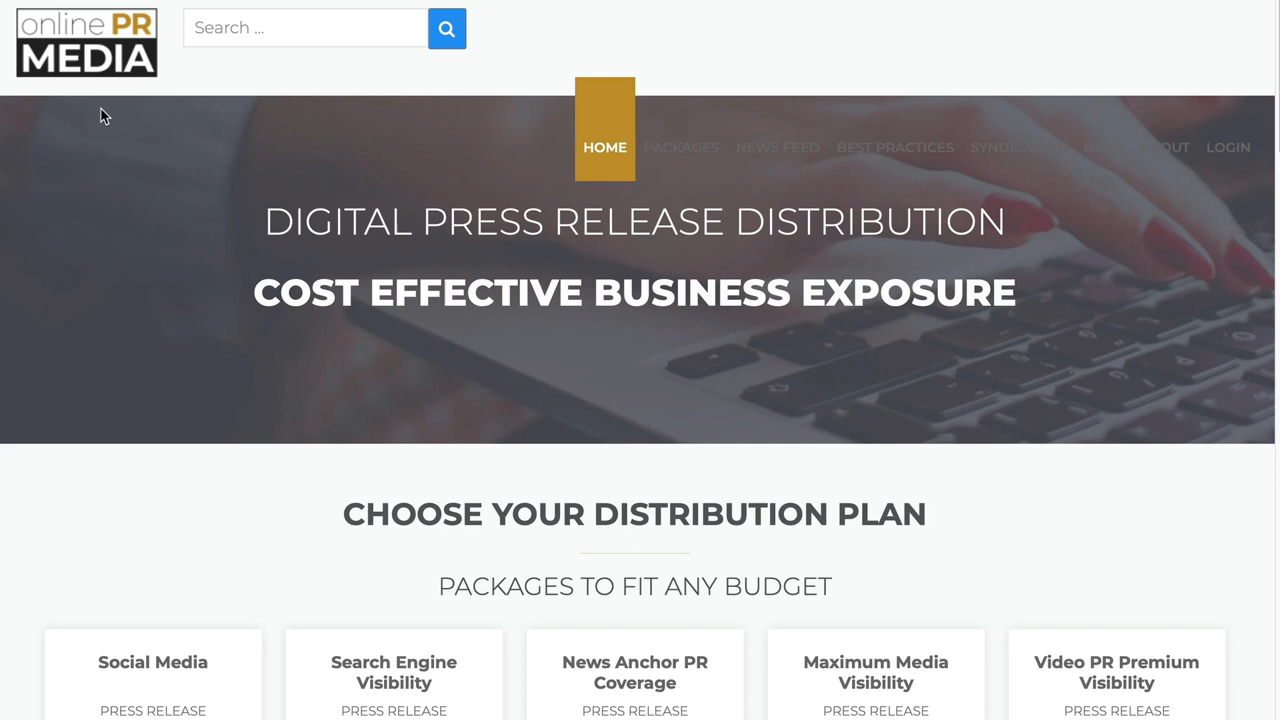 online PR
MEDIA
Search ...
HOME PACKAGES NEWS FEED BEST PRACTICES LOGIN
DIGITAL PRESS RELEASE DISTRIBUTION
COST EFFECTIVE BUSINESS EXPOSURE
CHOOSE YOUR DISTRIBUTION PLAN
PACKAGES TO FIT ANY BUDGET
Social Media
PRESS RELEASE
Search Engine
Visibility
PRESS RELEASE
News Anchor PR
Coverage
PRESS RELEASE
Maximum Media
Visibility
PRESS RELEASE
Video PR Premium
Visibility
PRESS RELEASE